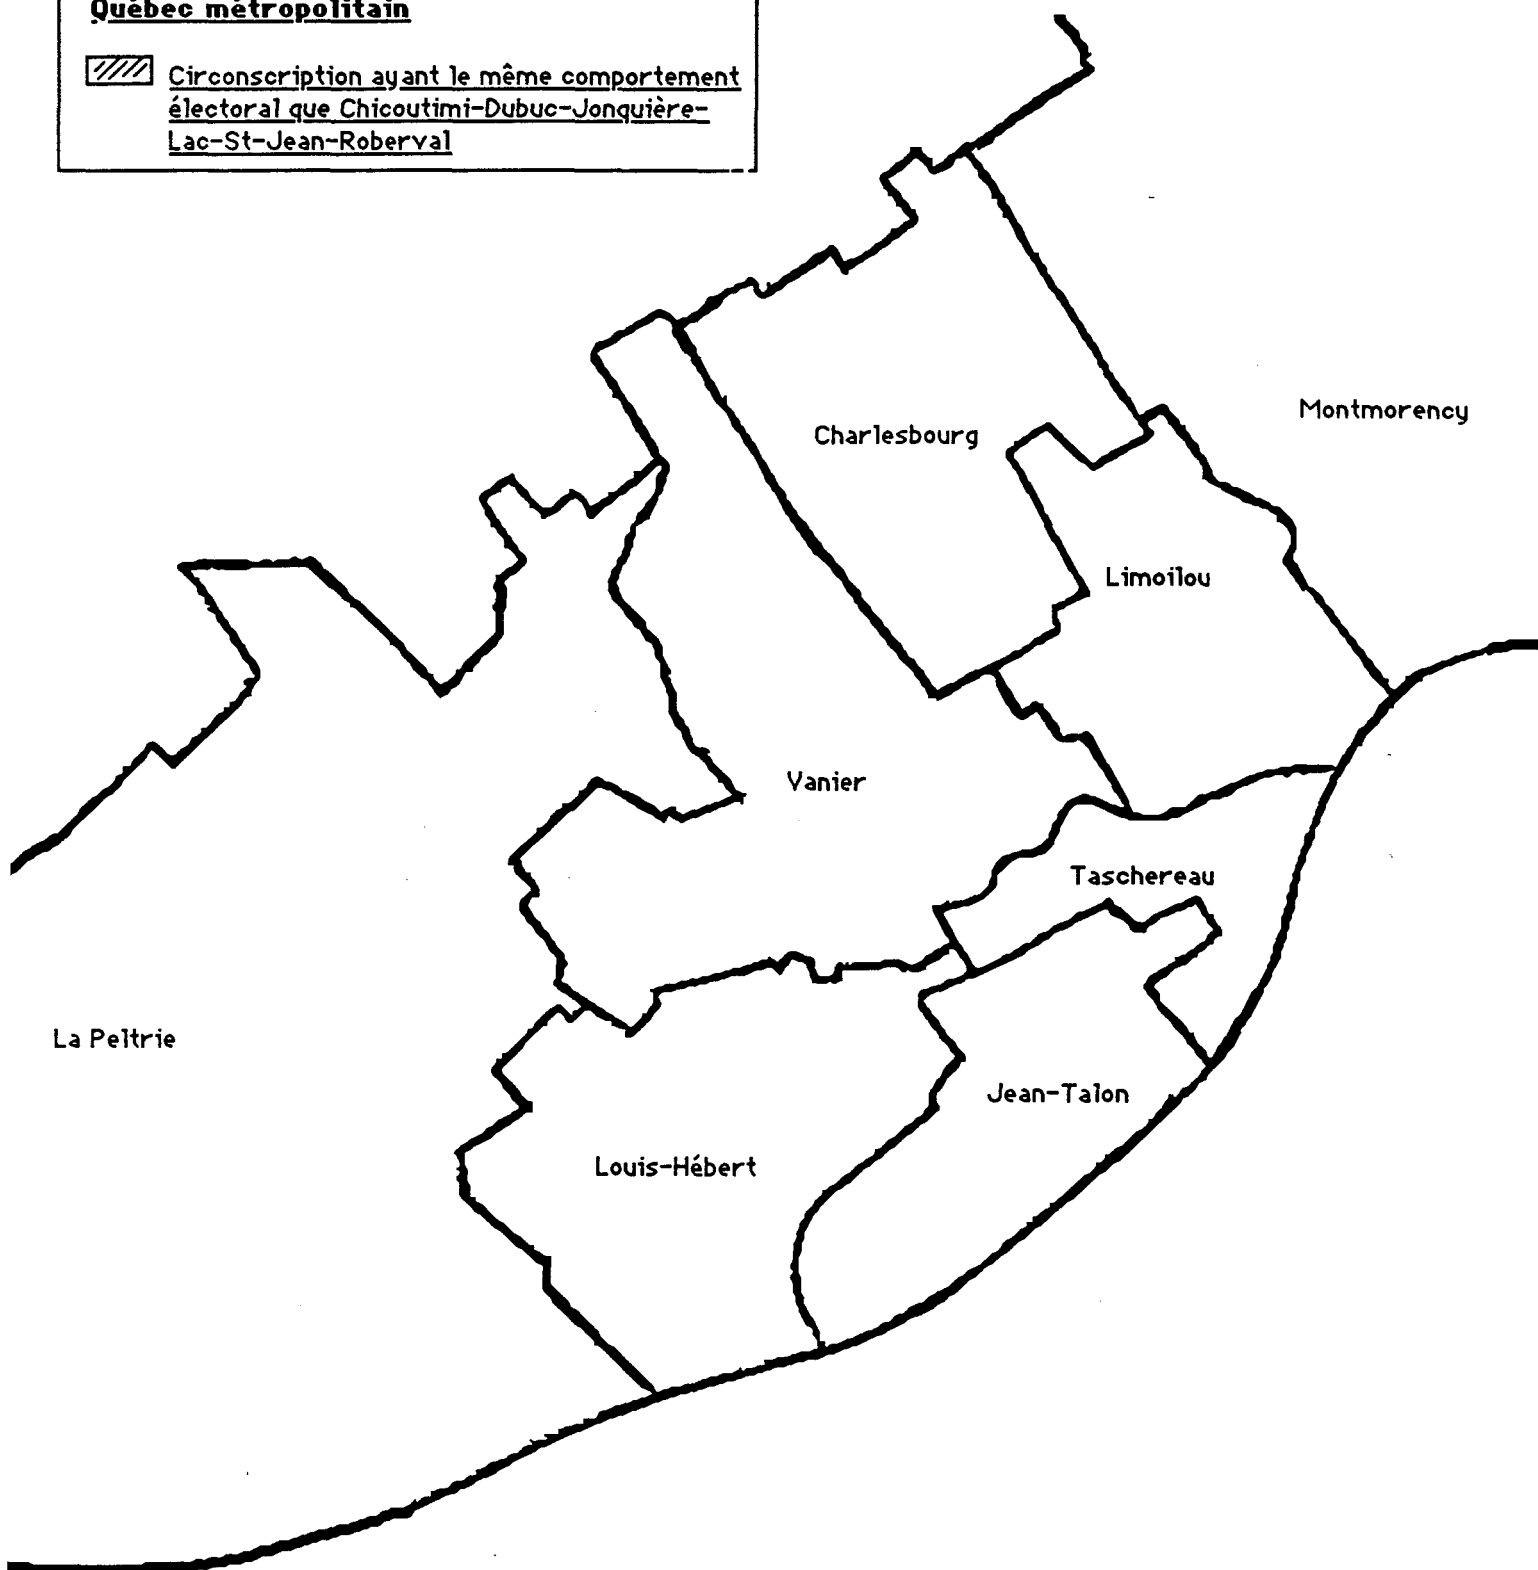 Québec métropolitain
Circonscription ayant le même comportement
électoral que Chicoutimi-Dubuc-Jonquière-
Lac-St-Jean-Roberval
Montmorency
Charlesbourg
Limoilou
Vanier
Taschereau
La Peltrie
Jean-Talon
Louis-Hébert